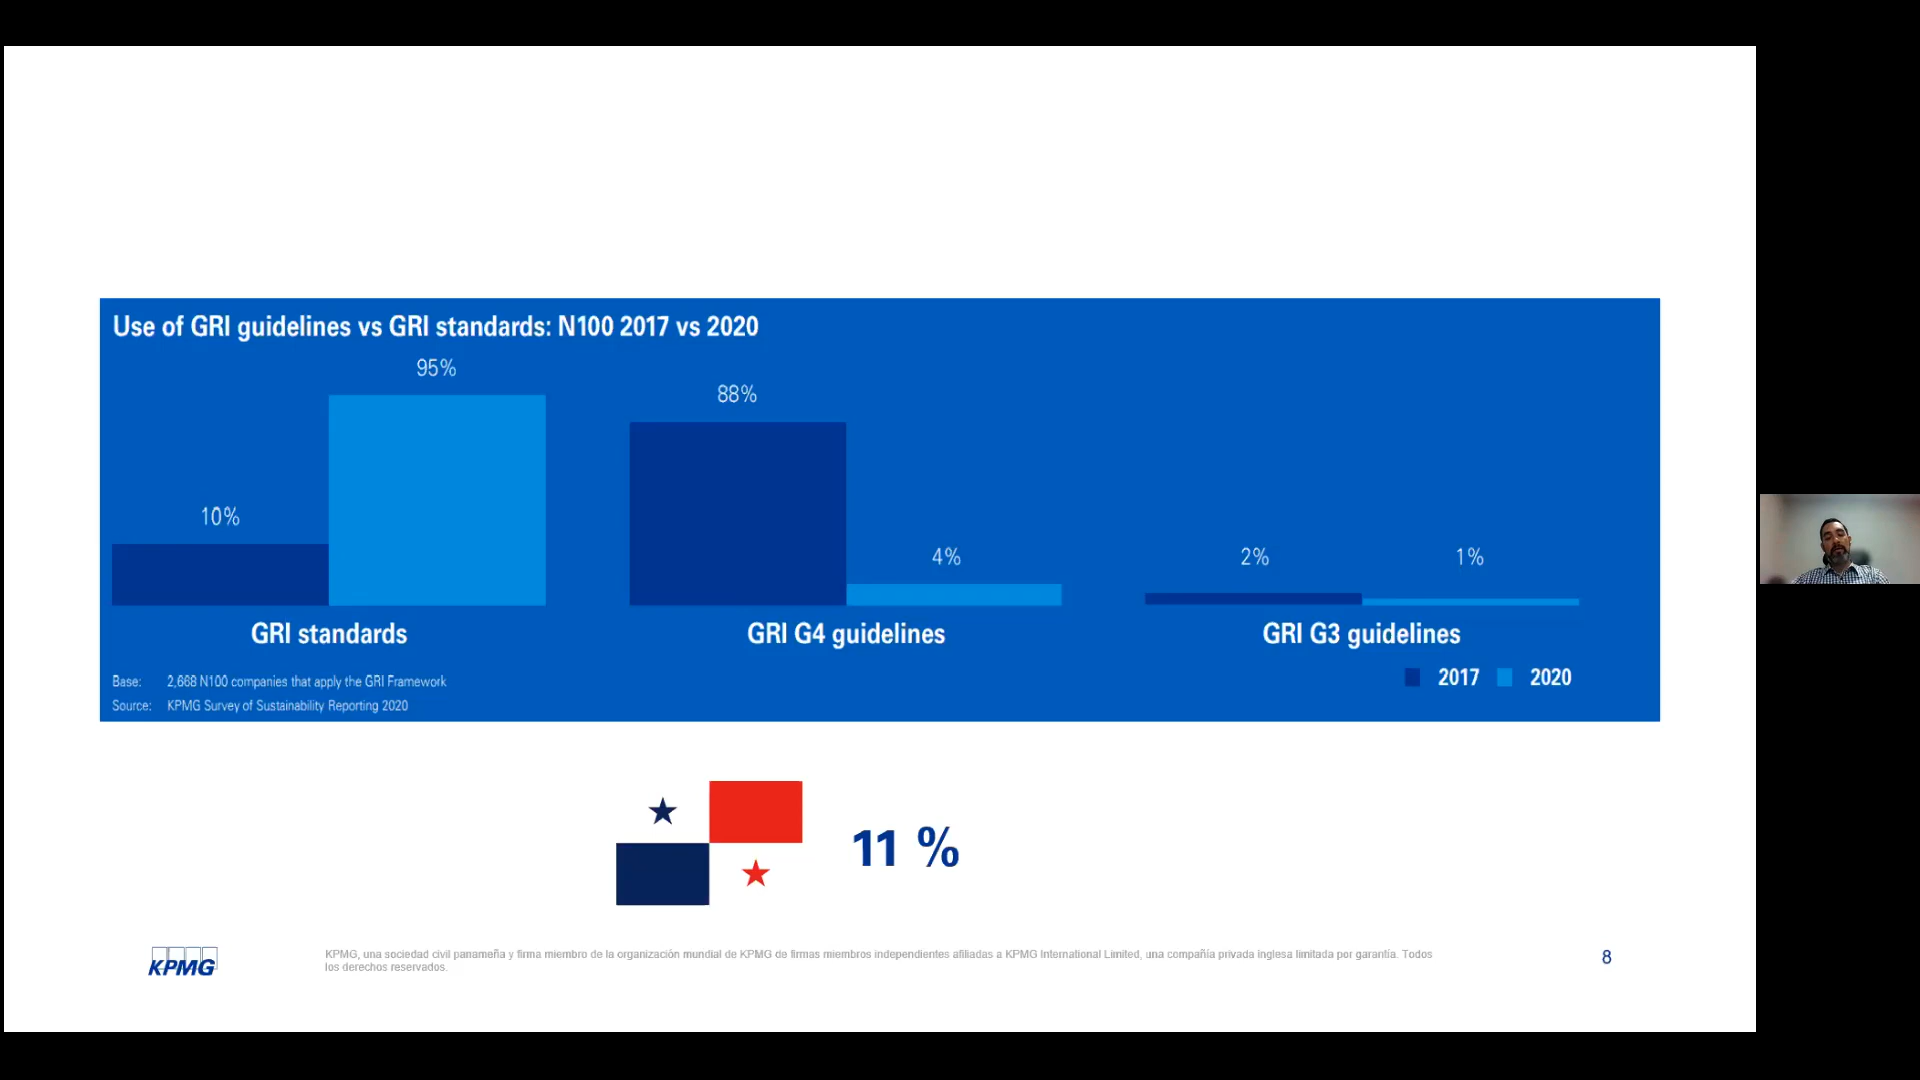 Use of GRI guidelines vs GRI standards: N100 2017 vs 2020
95%
88%
10%
4%
2%
1%
GRI standards
GRI G4 guidelines
GRI G3 guidelines
2017
2020
Base: 2,668 N100 companies that apply the GRI Framework
Source: KPMG Survey of Sustainability Reporting 2020
11 %
KPMG
KPMG, una sociedad civil panameña y firma miembro de la organización mundial de KPMG de firmas miembros independientes afiliadas a KPMG International Limited, una compañía privada inglesa limitada por garantía. Todos
los derechos reservados.
8